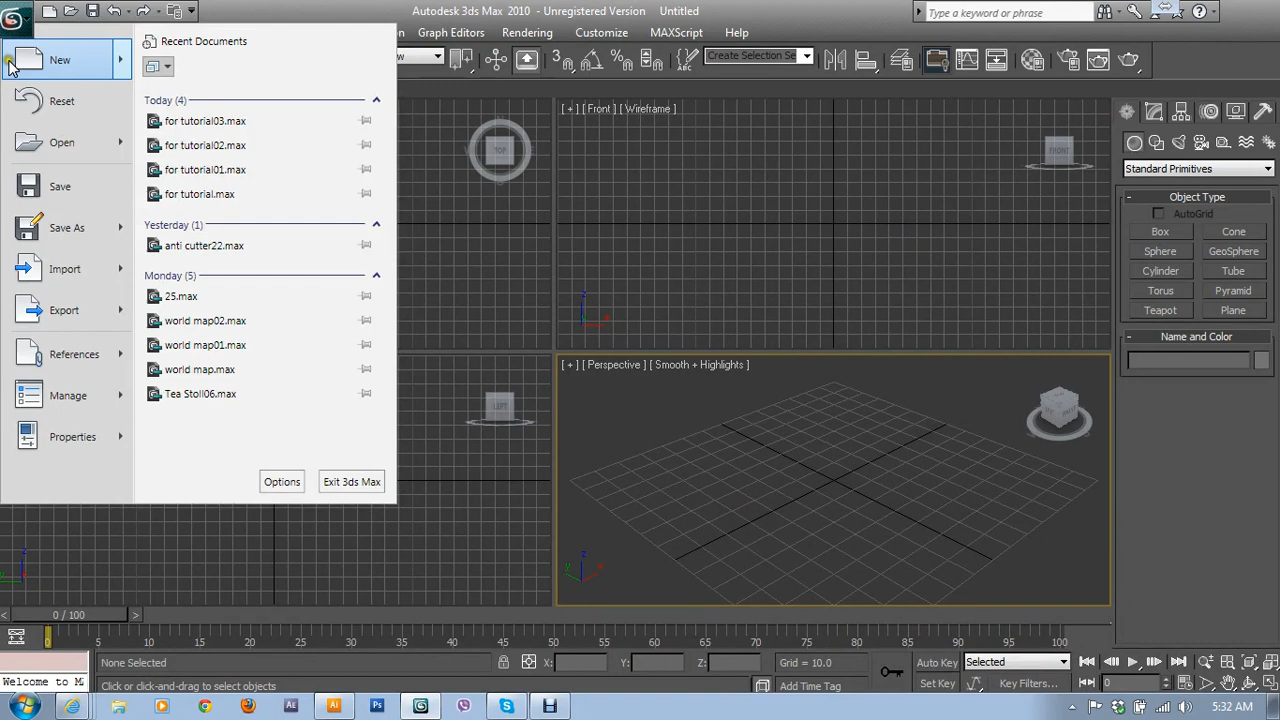 Autodesk 3ds Max 2010 - Unregistered Version Untitled
Type a keyword or phrase
Graph Editors Rendering Customize MAXScript Help
Create Selection Se
New
Reset
Open
Save
Save As
Import
Export
References
Manage
Properties
Recent Documents
Today (4)
for tutorial03.max
for tutorial02.max
for tutorial01.max
for tutorial.max
Yesterday (1)
anti cutter22.max
Monday (5)
25.max
world map02.max
world map01.max
world map.max
Tea Stoll06.max
Options Exit 3ds Max
TOP
[ + ] [ Front ] [ Wireframe ]
FRONT
LEFT
[ + ] [ Perspective ] [ Smooth + Highlights ]
z
x
z
y
x
z
y
Standard Primitives
Object Type
AutoGrid
Box Cone
Sphere GeoSphere
Cylinder Tube
Torus Pyramid
Teapot Plane
Name and Color
0 / 100
0 5 10 15 20 25 30 35 40 45 50 55 60 65 70 75 80 85 90 95 100
None Selected X: Y: Z: Grid = 10.0 Auto Key Selected
Welcome to M Click or click-and-drag to select objects Add Time Tag Set Key Key Filters... 0
5:32 AM